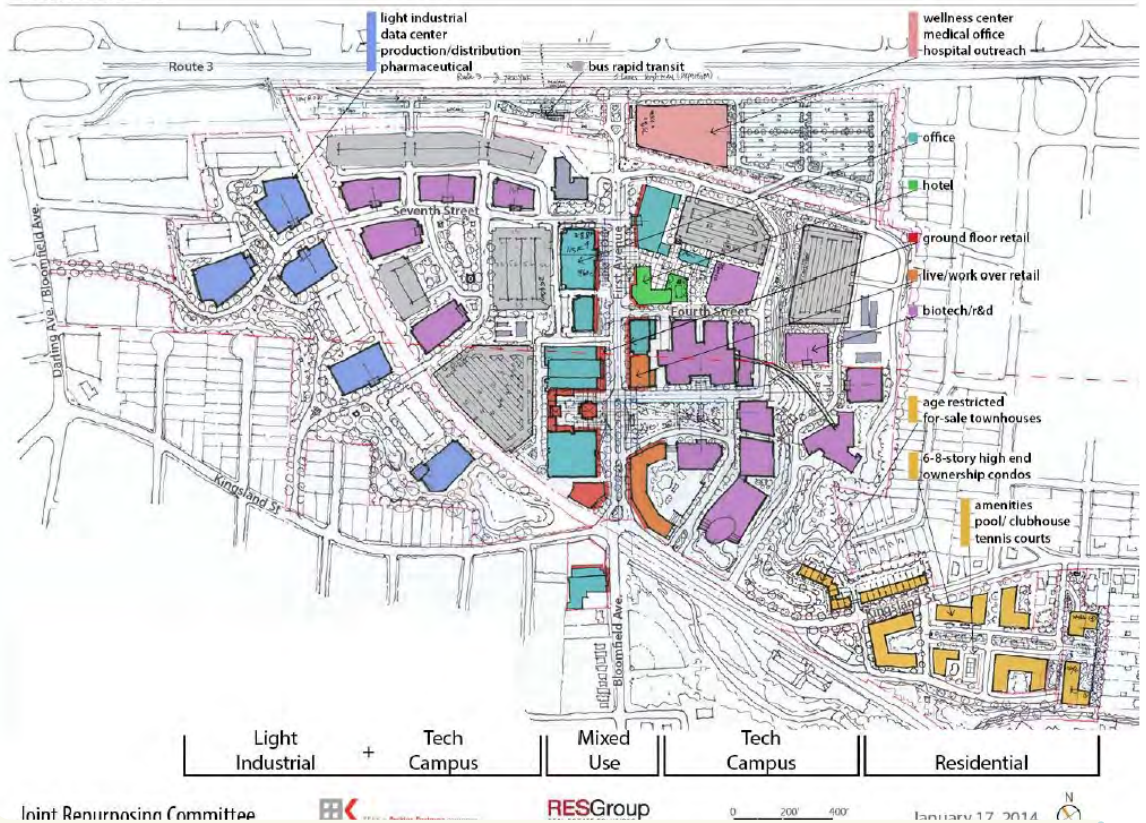 light industrial
data center
production/distribution
pharmaceutical
wellness center
medical office
hospital outreach
Route 3
bus rapid transit
office
hotel
Seventh Street
ground floor retail
live/work over retail
Fourth Street
biotech/r&d
Darling Ave. Bloomfield Ave.
age restricted
for-sale townhouses
6-8-story high end
ownership condos
amenities
pool/ clubhouse
tennis courts
Kingsland St
Kingsland
Bloomfield Ave.
Light
Industrial
+
Tech
Campus
Mixed
Use
Tech
Campus
Residential
Joint Repurposing Committee
RESGroup
0 200' 400'
January 17, 2014
N